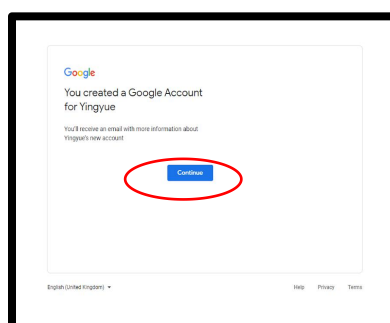 Google
You created a Google Account
for Yingyue
You'll receive an email with more information about
Yingyue's new account
Continue
English (United Kingdom)
Help Privacy Terms